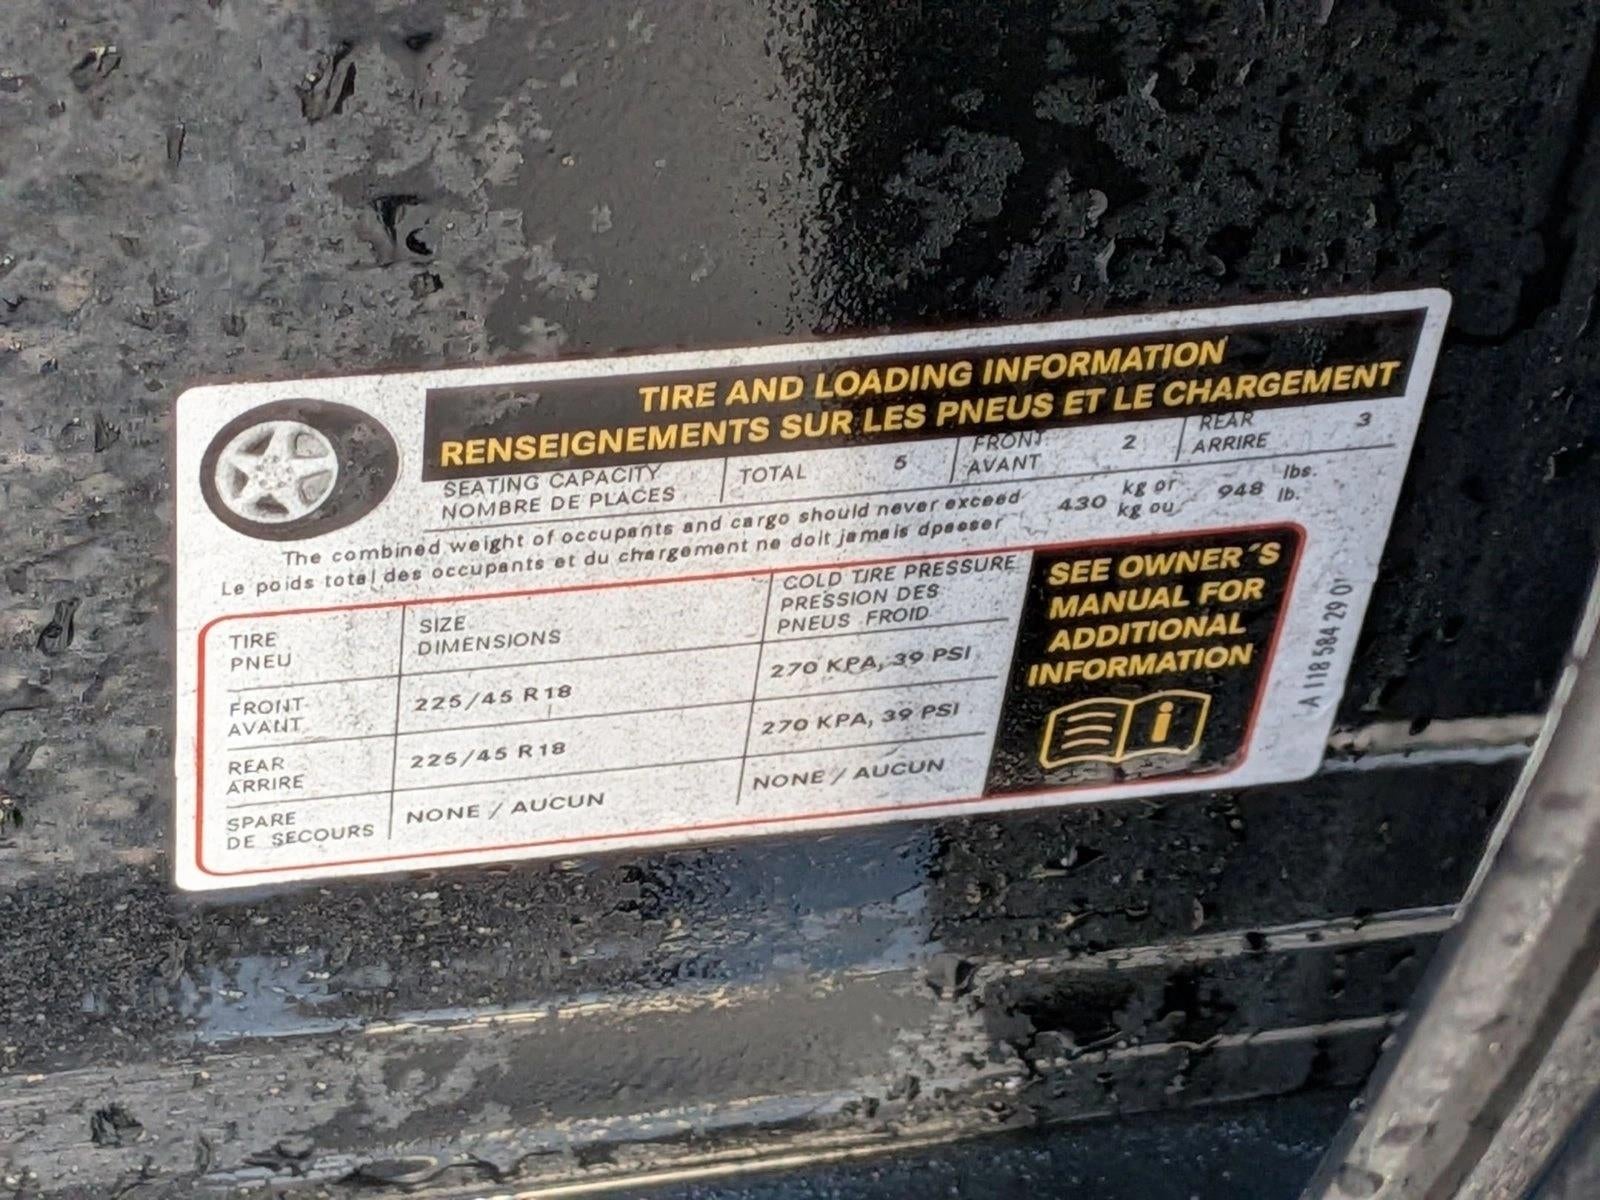 TIRE AND LOADING INFORMATION
RENSEIGNEMENTS SUR LES PNEUS ET LE CHARGEMENT
SEATING CAPACITY TOTAL 5 FRONT 2 REAR 3
NOMBRE DE PLACES AVANT ARRIRE
The combined weight of occupants and cargo should never exceed 430 kg or 948 lbs.
Le poids total des occupants et du chargement ne doit jamais dpaeser kg ou lb.
TIRE SIZE COLD TIRE PRESSURE
PNEU DIMENSIONS PRESSION DES
PNEUS FROID
FRONT 225/45 R18 270 KPA, 39 PSI
AVANT
REAR 225/45 R18 270 KPA, 39 PSI
ARRIRE
SPARE NONE / AUCUN NONE / AUCUN
DE SECOURS
SEE OWNER´S
MANUAL FOR
ADDITIONAL
INFORMATION
i
A 118 584 29 01